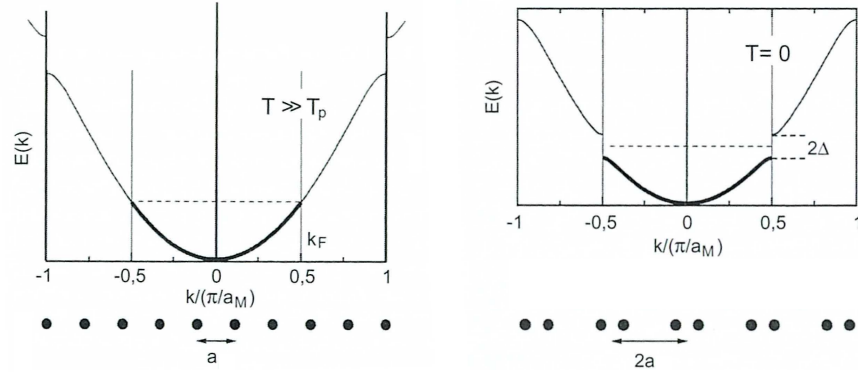 E(k)
T ≫ Tp
kF
-1 -0,5 0 0,5 1
k/(π/aM)
a
E(k)
T= 0
2Δ
-1 -0,5 0 0,5 1
k/(π/aM)
2a